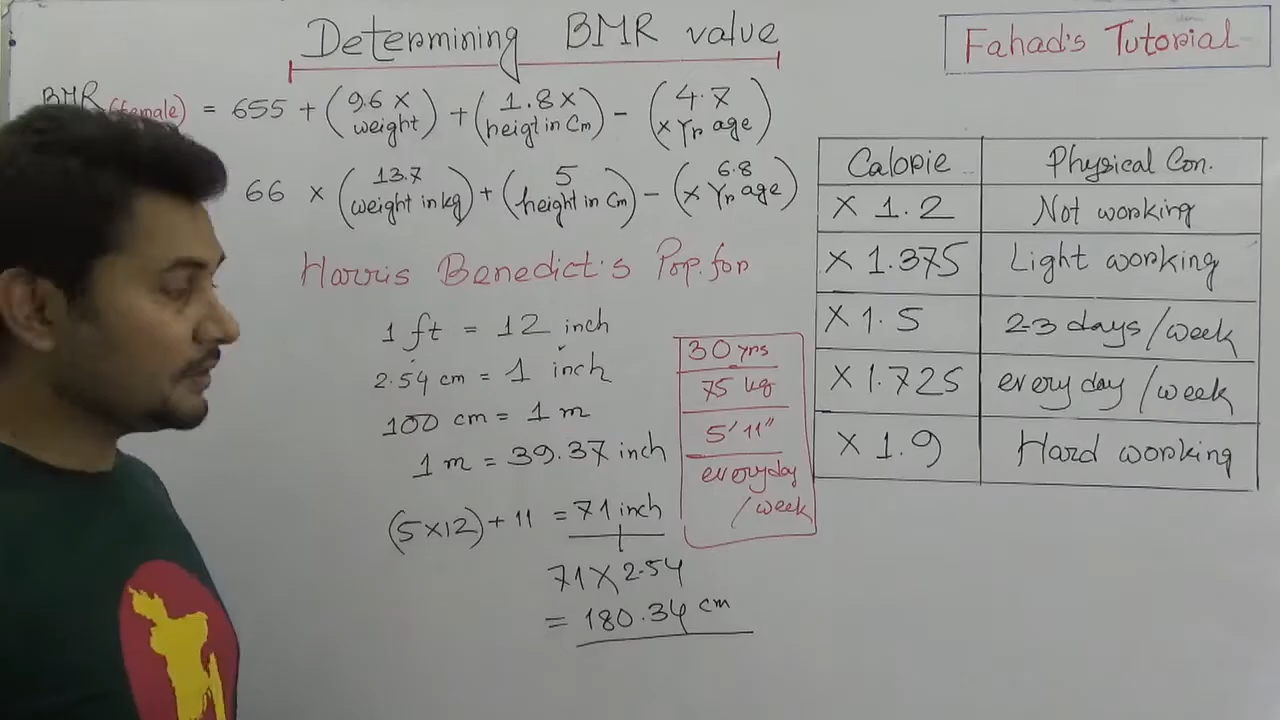 Determining BMR value
Fahad's Tutorial
BMR (female) = 655 + (9.6 x weight) + (1.8 x heigt in Cm) - (4.7 x Yr age)
66 x (13.7 weight in kg) + (5 height in Cm) - (6.8 x Yr age)
Harris Benedict's Pop. for
1 ft = 12 inch
2.54 cm = 1 inch
100 cm = 1 m
1 m = 39.37 inch
(5x12) + 11 = 71 inch
71 X 2.54
= 180.34 cm
30 yrs
75 kg
5' 11"
everyday
/ week
Calorie Physical Con.
X 1.2 Not working
X 1.375 Light working
X 1.5 2-3 days / week
X 1.725 every day / week
X 1.9 Hard working